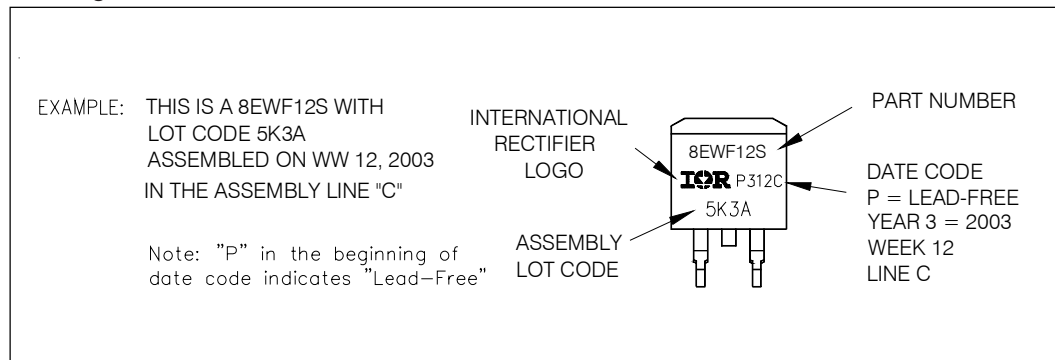 EXAMPLE: THIS IS A 8EWF12S WITH
LOT CODE 5K3A
ASSEMBLED ON WW 12, 2003
IN THE ASSEMBLY LINE "C"
Note: "P" in the beginning of
date code indicates "Lead-Free"
INTERNATIONAL
RECTIFIER
LOGO
ASSEMBLY
LOT CODE
8EWF12S
IOR P312C
5K3A
PART NUMBER
DATE CODE
P = LEAD-FREE
YEAR 3 = 2003
WEEK 12
LINE C